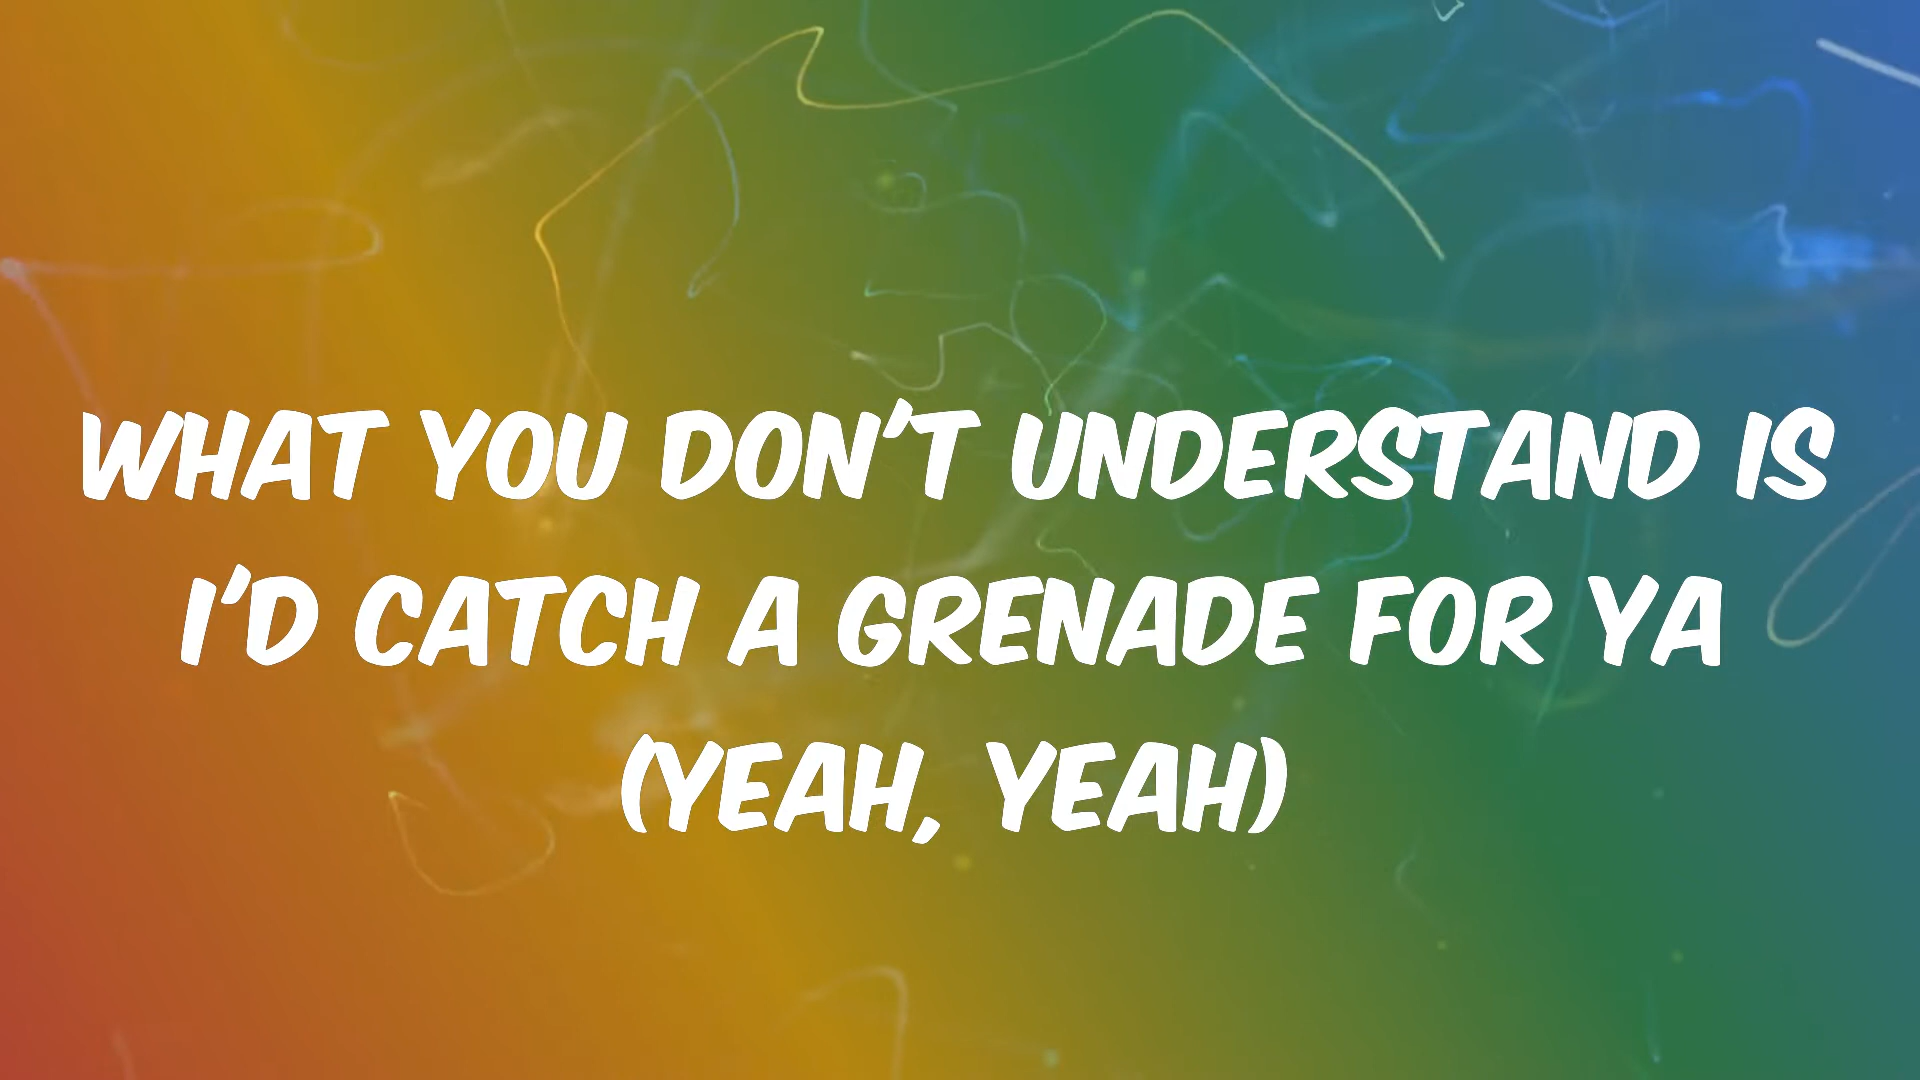 WHAT YOU DON'T UNDERSTAND IS
I'D CATCH A GRENADE FOR YA
(YEAH, YEAH)